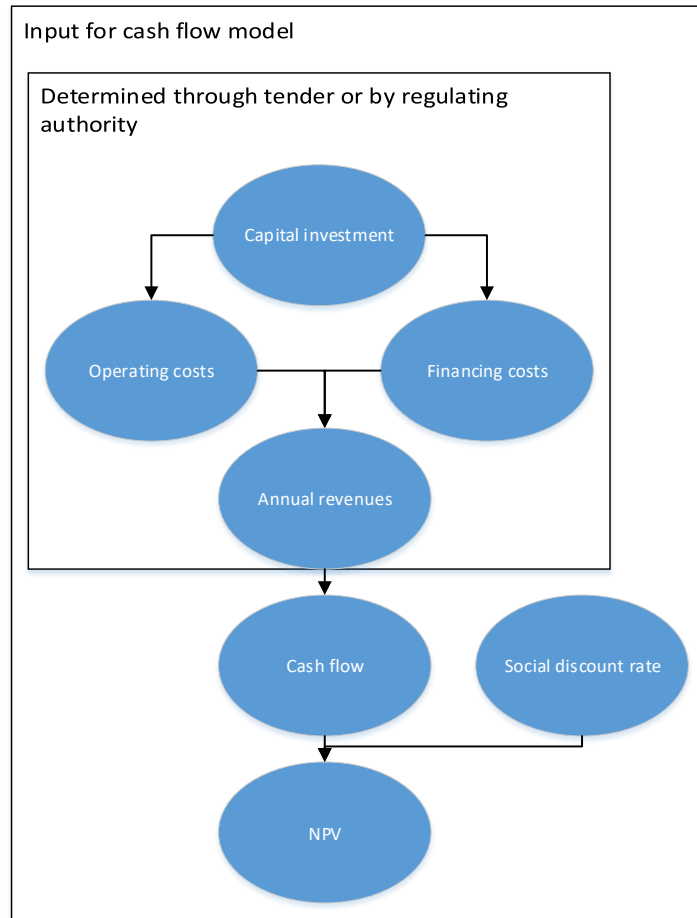 Input for cash flow model
Determined through tender or by regulating
authority
Capital investment
Operating costs
Financing costs
Annual revenues
Cash flow
Social discount rate
NPV